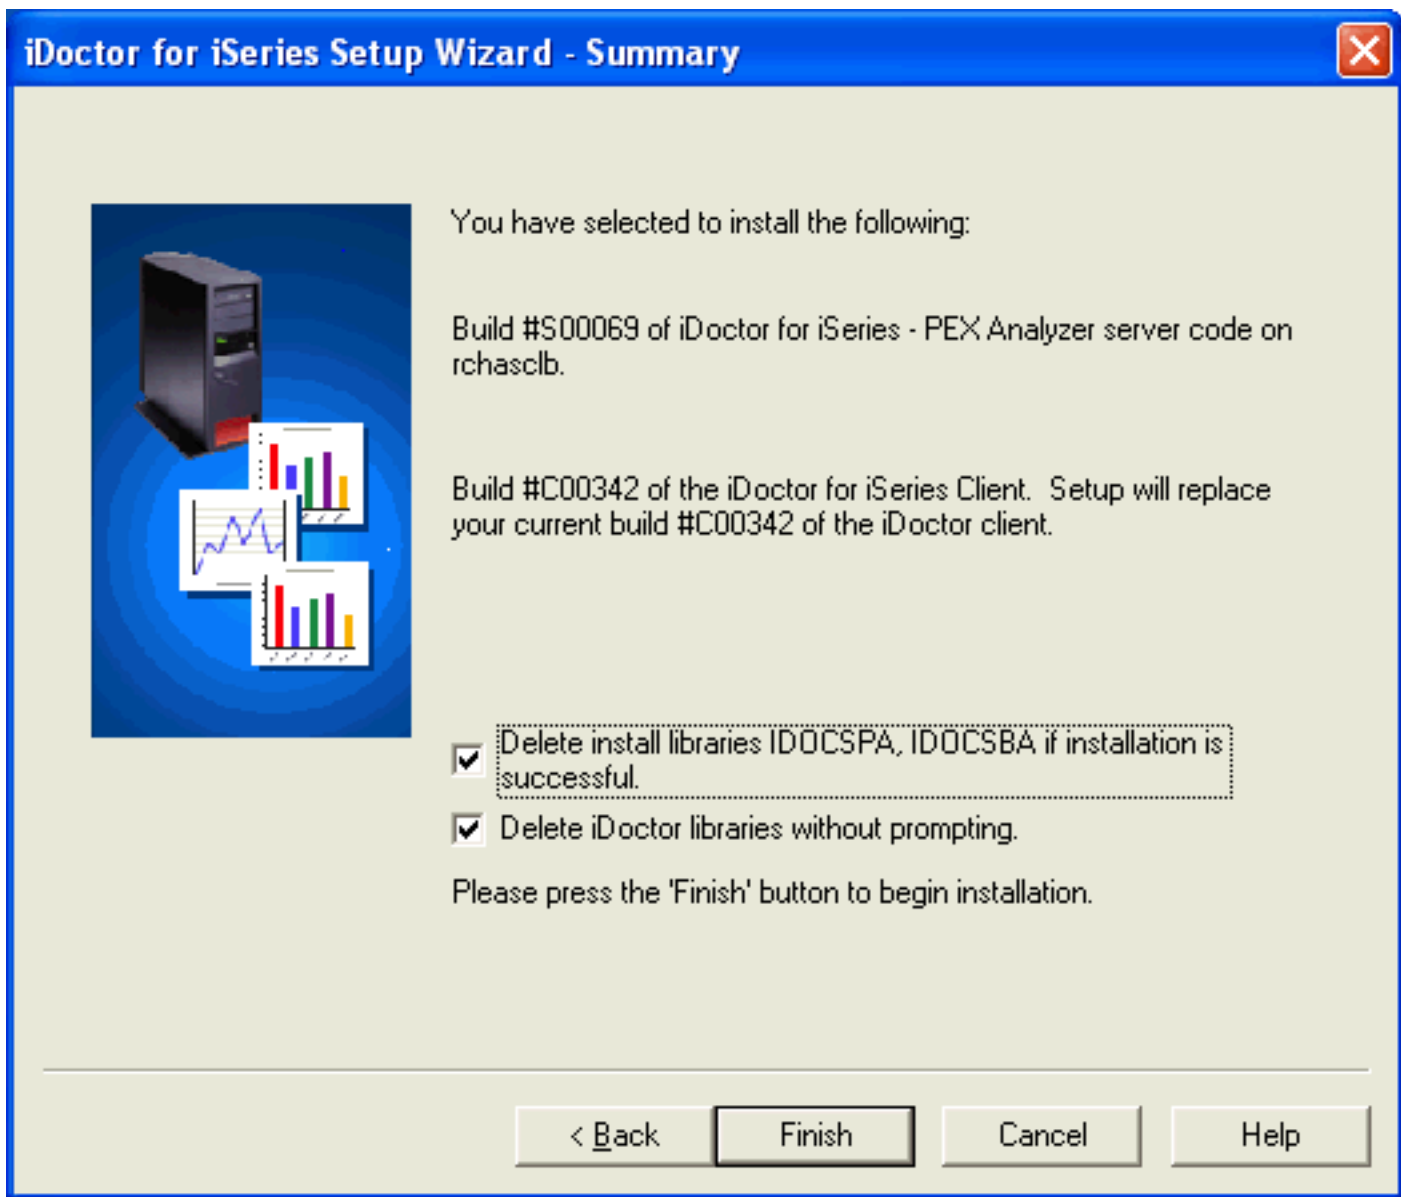 iDoctor for iSeries Setup Wizard - Summary
You have selected to install the following:
Build #S00069 of iDoctor for iSeries - PEX Analyzer server code on
rchasclb.
Build #C00342 of the iDoctor for iSeries Client.  Setup will replace
your current build #C00342 of the iDoctor client.
Delete install libraries IDOCSPA, IDOCSBA if installation is
successful.
Delete iDoctor libraries without prompting.
Please press the 'Finish' button to begin installation.
< Back
Finish
Cancel
Help